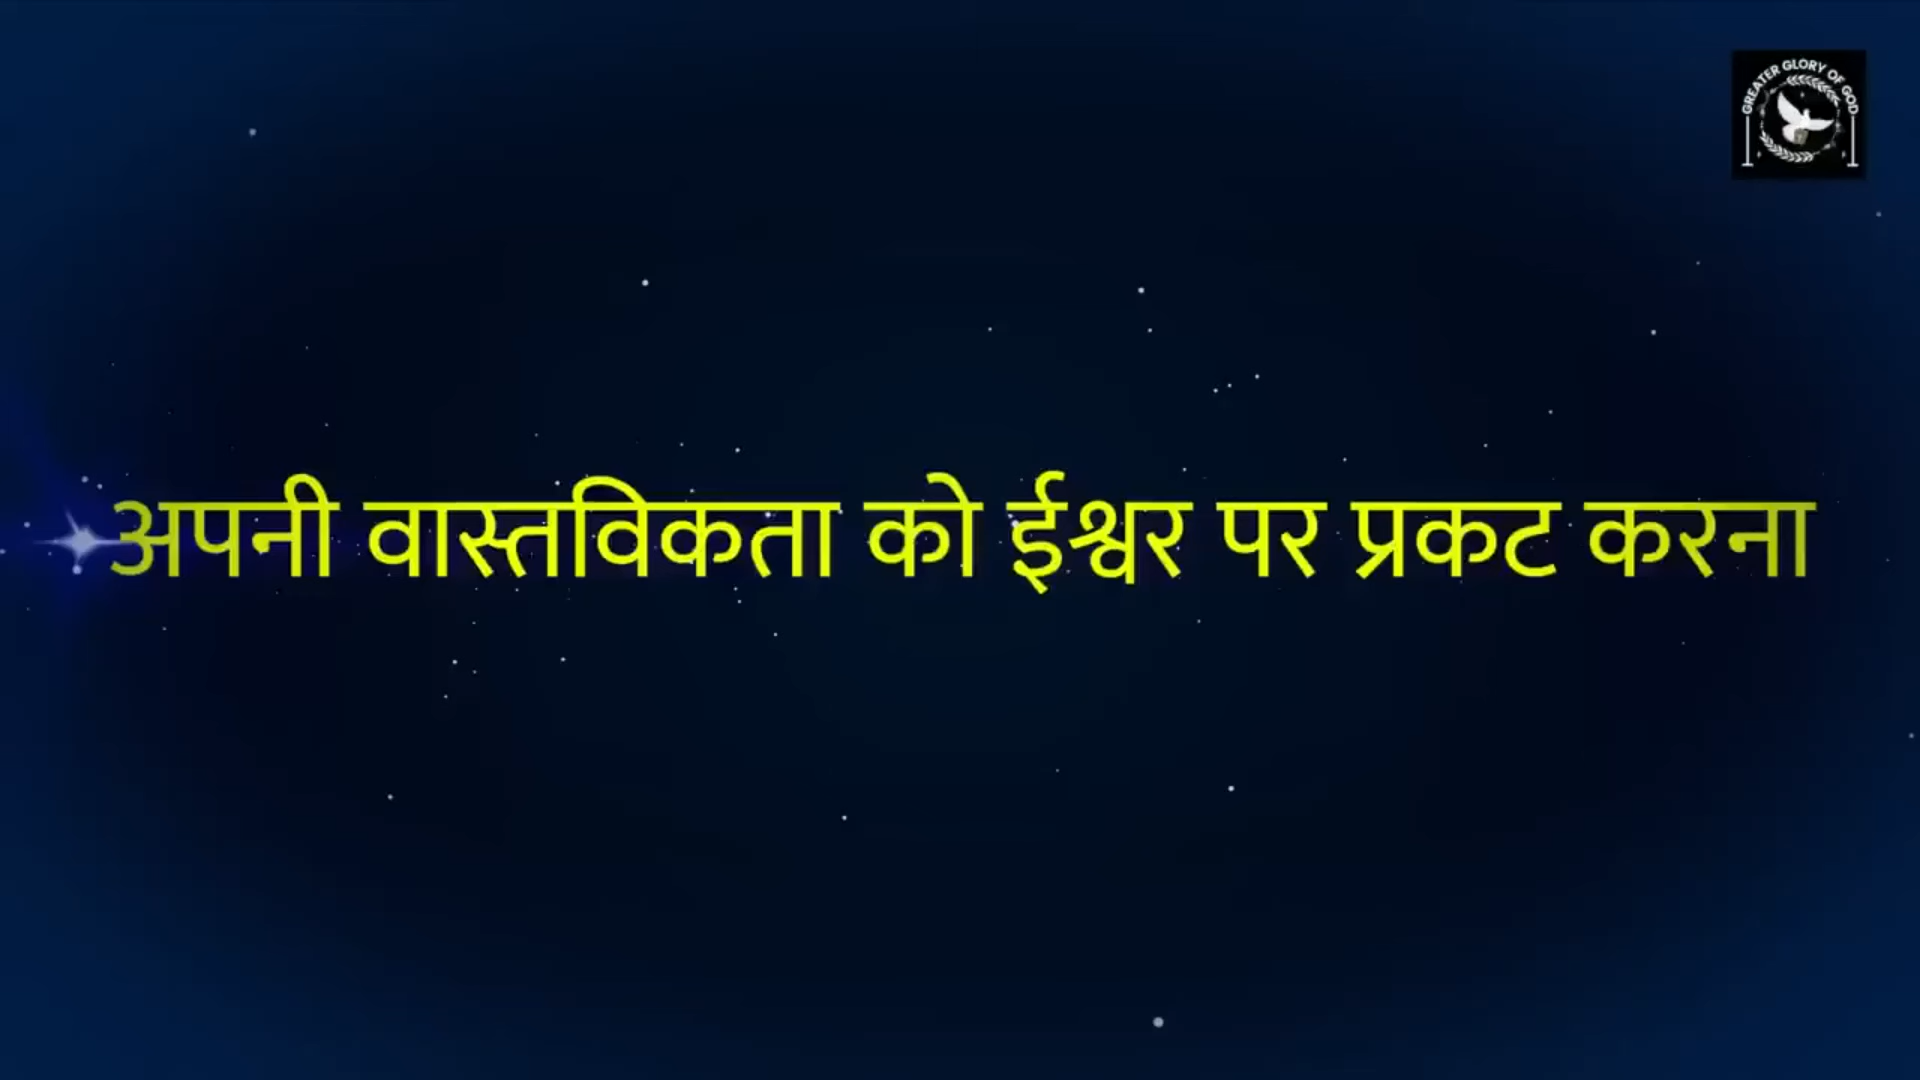 GREATER GLORY OF GOD
अपनी वास्तविकता को ईश्वर पर प्रकट करना